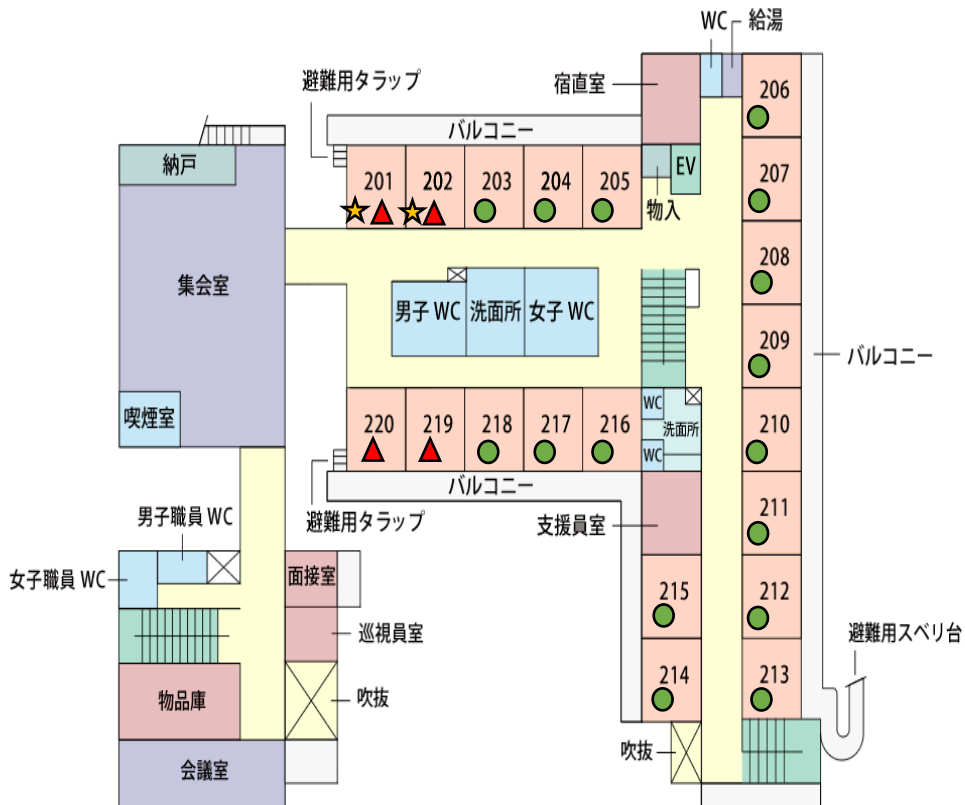 WC
給湯
避難用タラップ
宿直室
206
バルコニー
納戸
201
202
203
204
205
EV
207
物入
208
集会室
男子 WC
洗面所
女子 WC
209
バルコニー
喫煙室
220
219
218
217
216
WC
洗面所
WC
210
バルコニー
避難用タラップ
男子職員 WC
支援員室
211
女子職員 WC
面接室
215
212
巡視員室
避難用スベリ台
物品庫
吹抜
214
213
吹抜
会議室